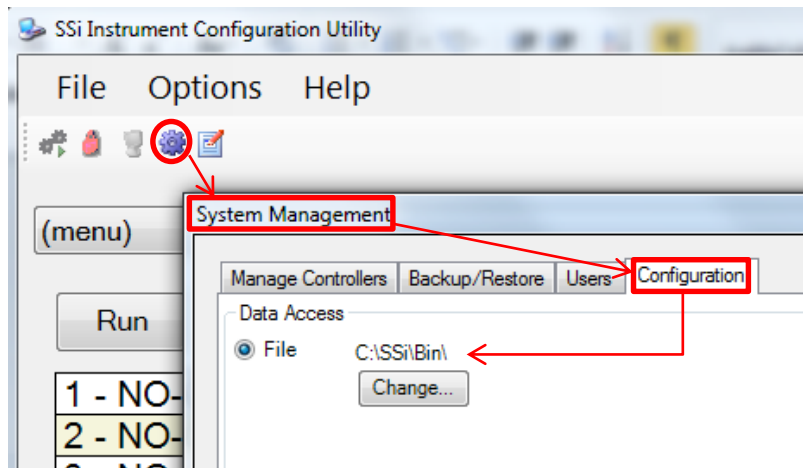 SSi Instrument Configuration Utility
File Options Help
System Management
(menu)
Manage Controllers Backup/Restore Users Configuration
Data Access
Run
File C:\SSi\Bin\
Change...
1 - NO-
2 - NO-